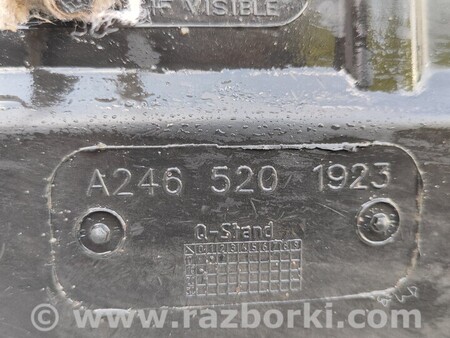 IF VISIBLE
A246 520 1923
Q-Stand
© www.razborki.com/